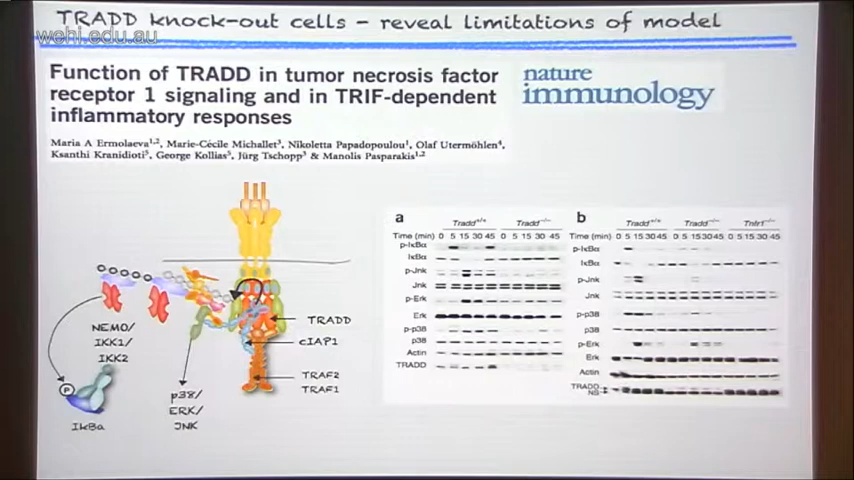 TRADD knock-out cells – reveal limitations of model
wehi.edu.au
Function of TRADD in tumor necrosis factor
receptor 1 signaling and in TRIF-dependent
inflammatory responses
nature
immunology
Maria A Ermolaeva1,2, Marie-Cécile Michallet3, Nikoletta Papadopoulou1, Olaf Utermöhlen4,
Ksanthi Kranidioti5, George Kollias5, Jürg Tschopp3 & Manolis Pasparakis1,2
a
Tradd+/+ Tradd–/–
Time (min) 0 5 15 30 45 0 5 15 30 45
p-IκBα
IκBα
p-Jnk
Jnk
p-Erk
Erk
p-p38
p38
Actin
TRADD
b
Tradd+/+ Tradd–/– Tnfr1–/–
Time (min) 0 5 15 30 45 0 5 15 30 45 0 5 15 30 45
p-IκBα
IκBα
p-Jnk
Jnk
p-p38
p38
p-Erk
Erk
Actin
TRADD
NS
NEMO/
IKK1/
IKK2
P
IkBa
p38/
ERK/
JNK
TRADD
cIAP1
TRAF2
TRAF1